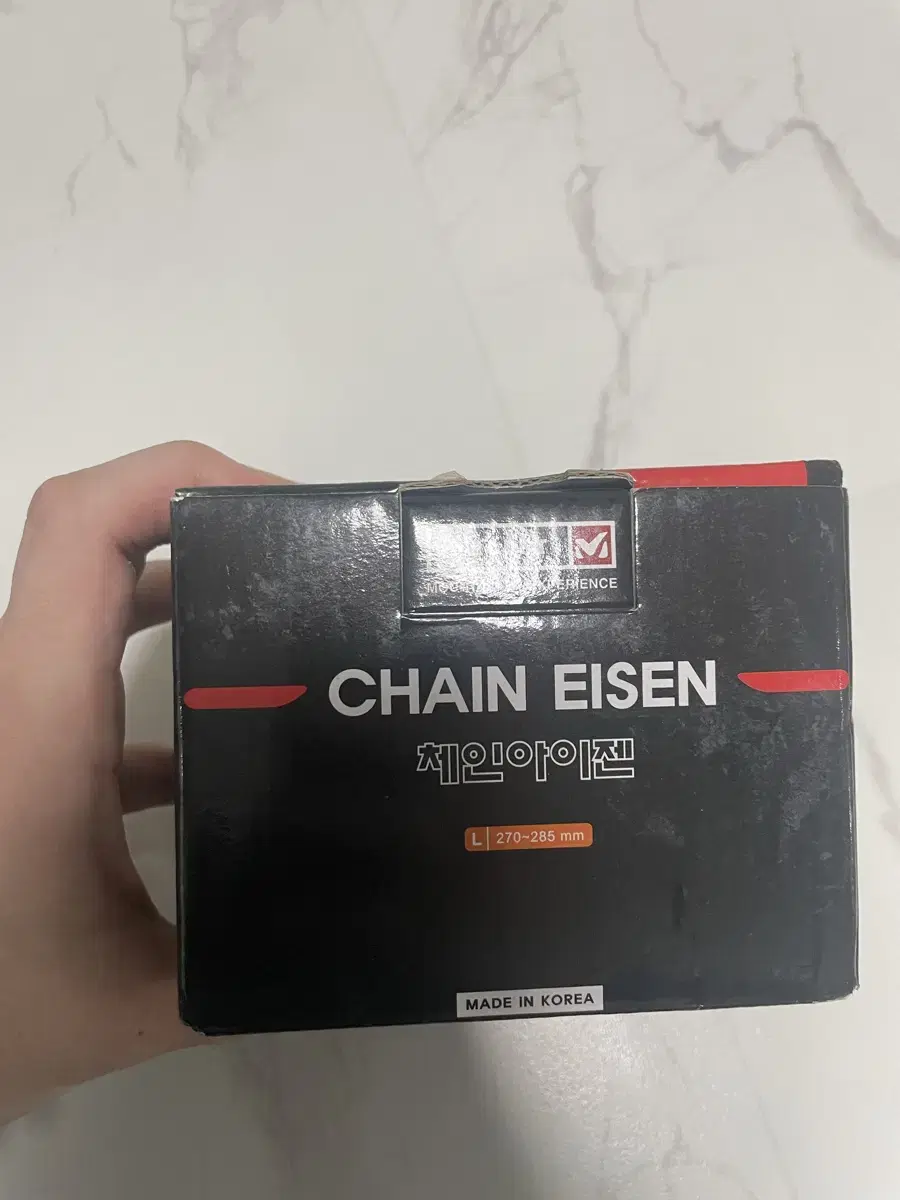 EXPERIENCE
CHAIN EISEN
체인아이젠
L 270~285 mm
MADE IN KOREA